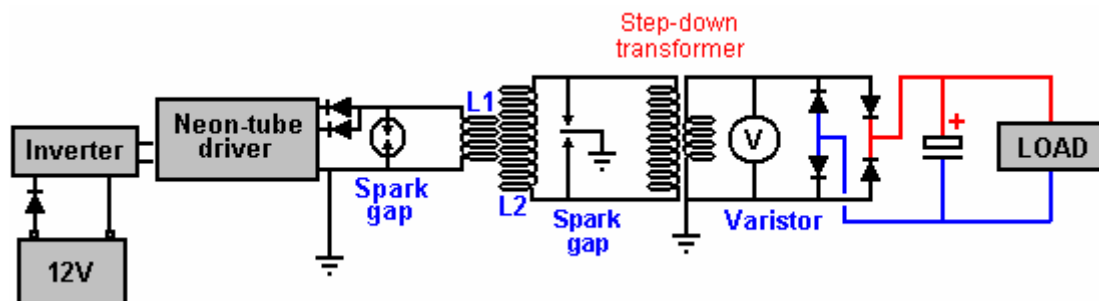 Step-down
transformer
L1
Neon-tube
driver
Inverter
V
+
LOAD
Spark
gap
L2
Spark
gap
Varistor
12V